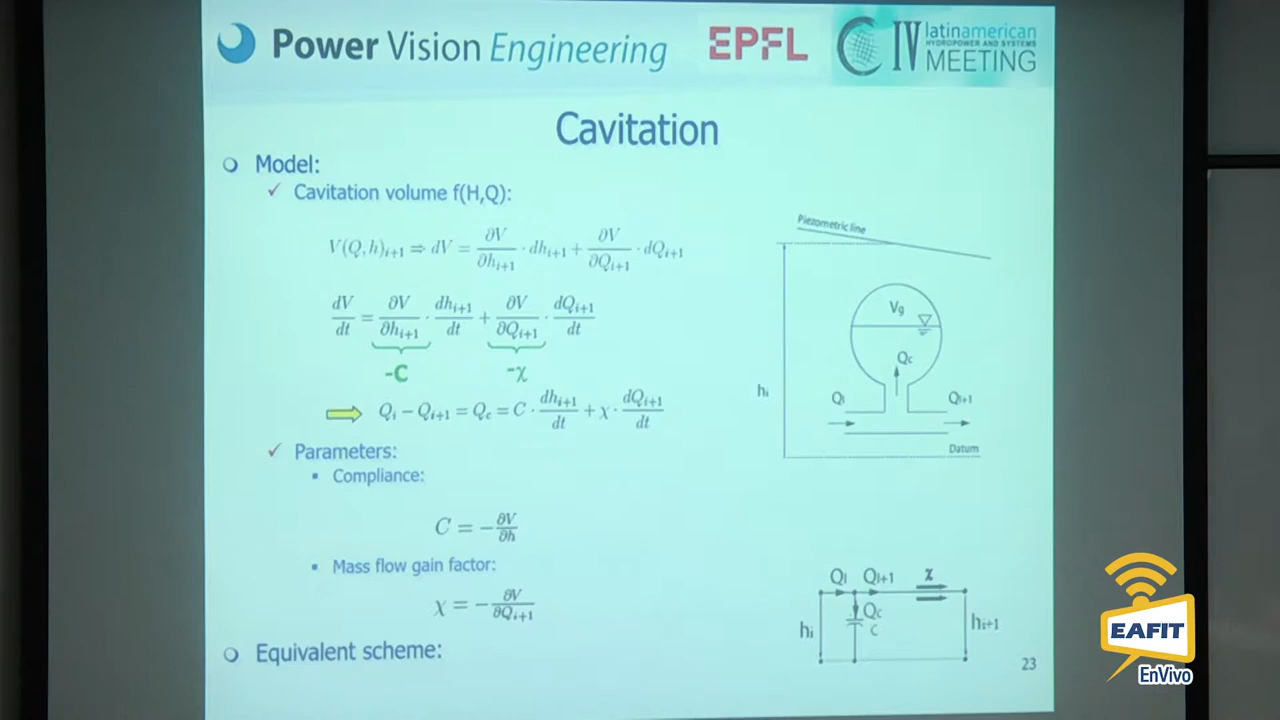 Power Vision Engineering
EPFL
IV latinamerican
HYDROPOWER AND SYSTEMS
MEETING
Cavitation
Model:
Cavitation volume f(H,Q):
V(Q,h)i+1 ⇒ dV = ∂V/∂hi+1 · dhi+1 + ∂V/∂Qi+1 · dQi+1
dV/dt = ∂V/∂hi+1 · dhi+1/dt + ∂V/∂Qi+1 · dQi+1/dt
-C -χ
Qi − Qi+1 = Qc = C · dhi+1/dt + χ · dQi+1/dt
Parameters:
Compliance:
C = −∂V/∂h
Mass flow gain factor:
χ = −∂V/∂Qi+1
Equivalent scheme:
Piezometric line
Vg
Qc
hi
Qi
Qi+1
Datum
Qi Qi+1 χ
Qc
C
hi
hi+1
23
EAFIT
EnVivo